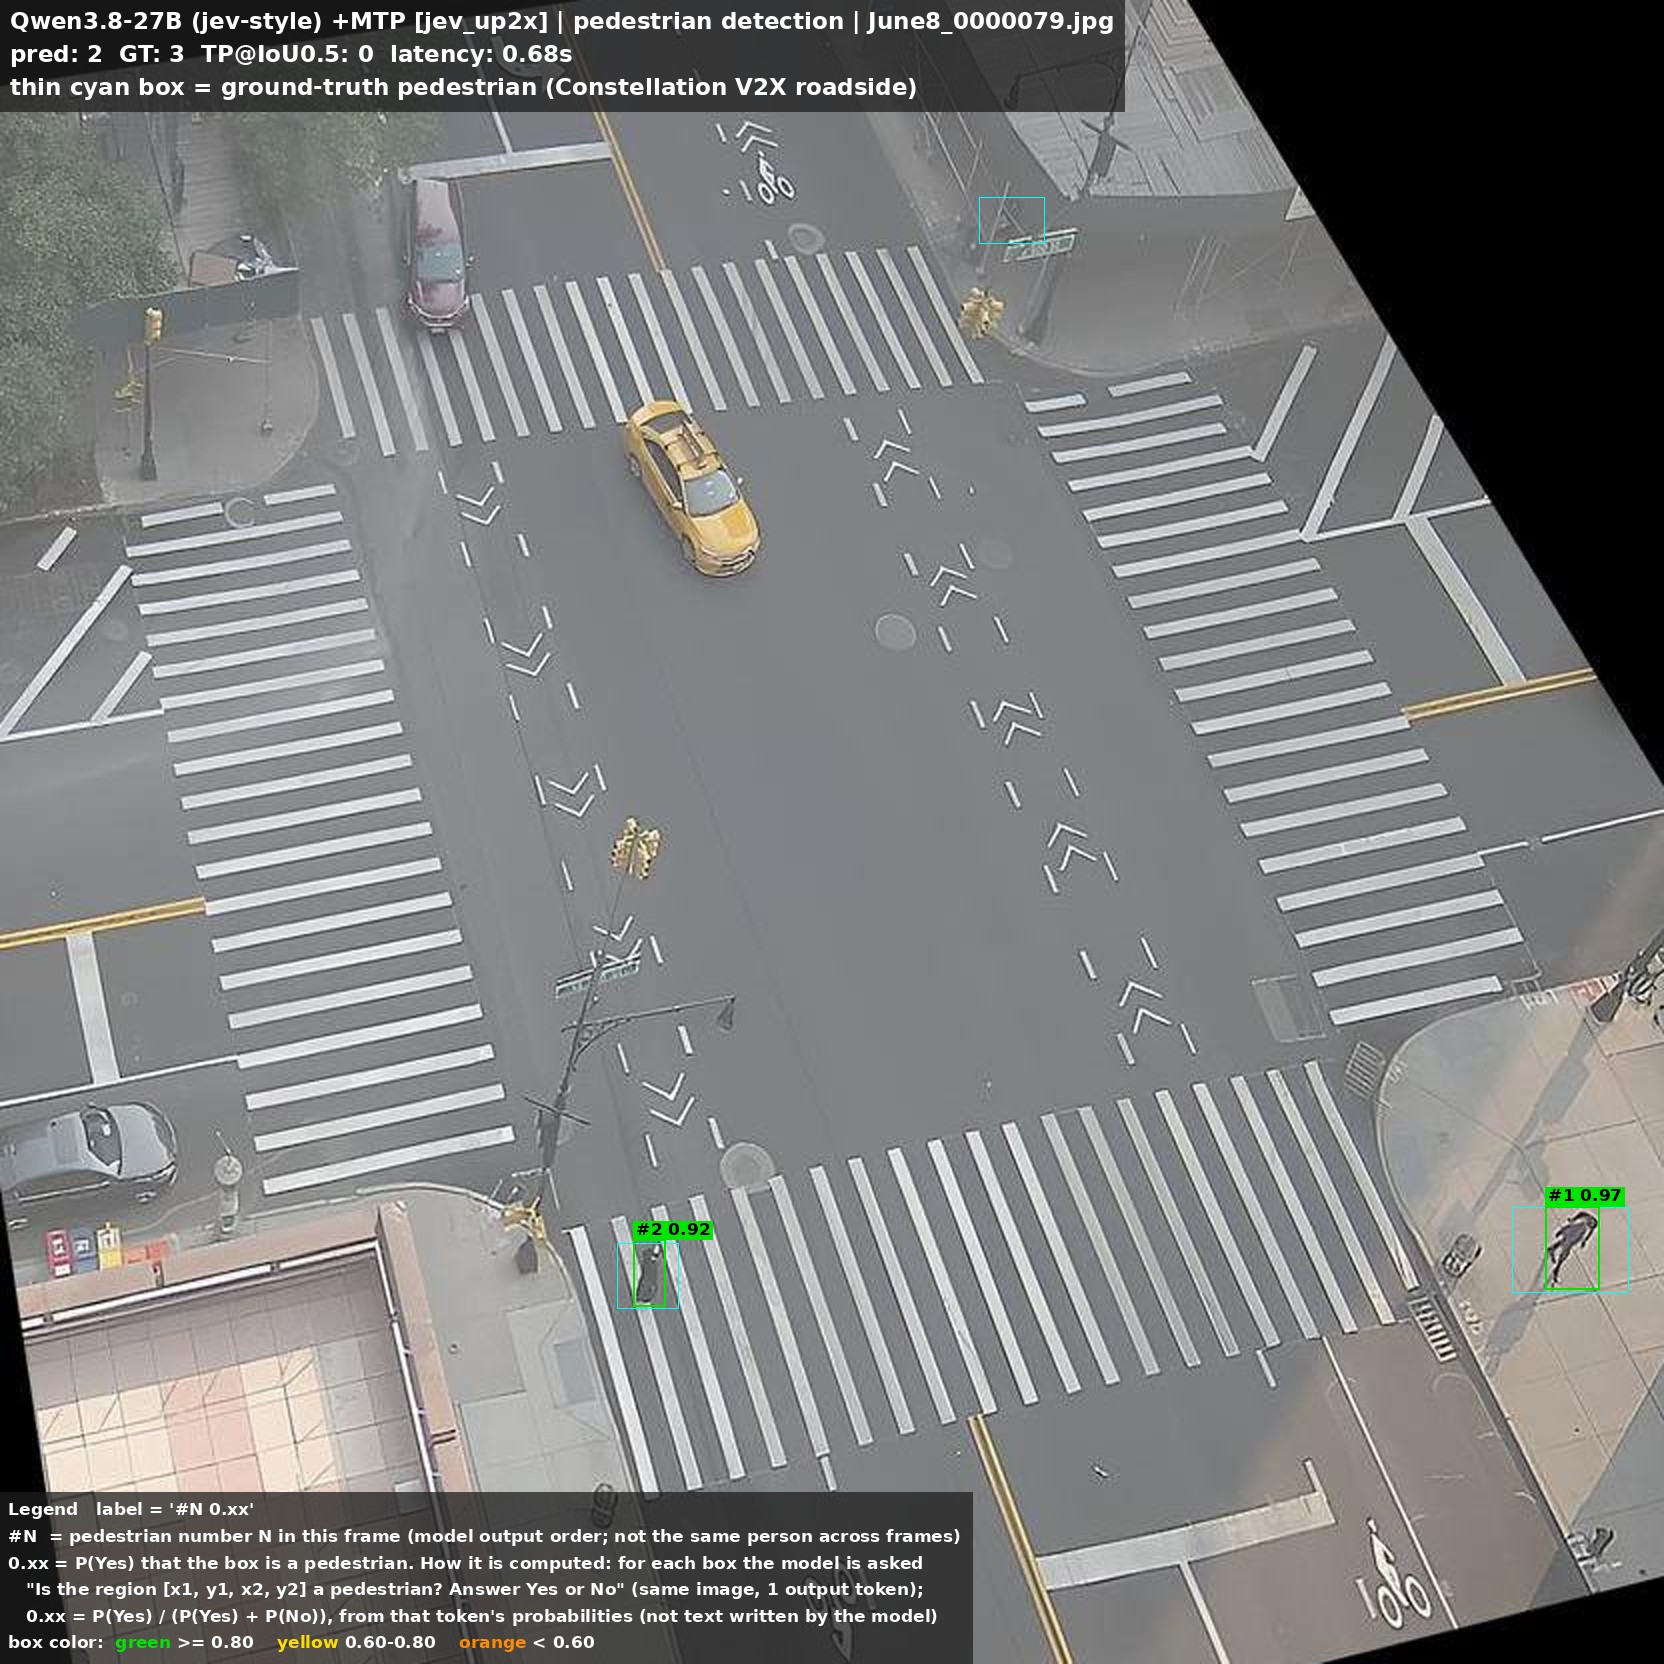 Qwen3.8-27B (jev-style) +MTP [jev_up2x] | pedestrian detection | June8_0000079.jpg
pred: 2  GT: 3  TP@IoU0.5: 0  latency: 0.68s
thin cyan box = ground-truth pedestrian (Constellation V2X roadside)
#1 0.97
#2 0.92
Legend   label = '#N 0.xx'
#N  = pedestrian number N in this frame (model output order; not the same person across frames)
0.xx = P(Yes) that the box is a pedestrian. How it is computed: for each box the model is asked
"Is the region [x1, y1, x2, y2] a pedestrian? Answer Yes or No" (same image, 1 output token);
0.xx = P(Yes) / (P(Yes) + P(No)), from that token's probabilities (not text written by the model)
box color:  green >= 0.80    yellow 0.60-0.80    orange < 0.60